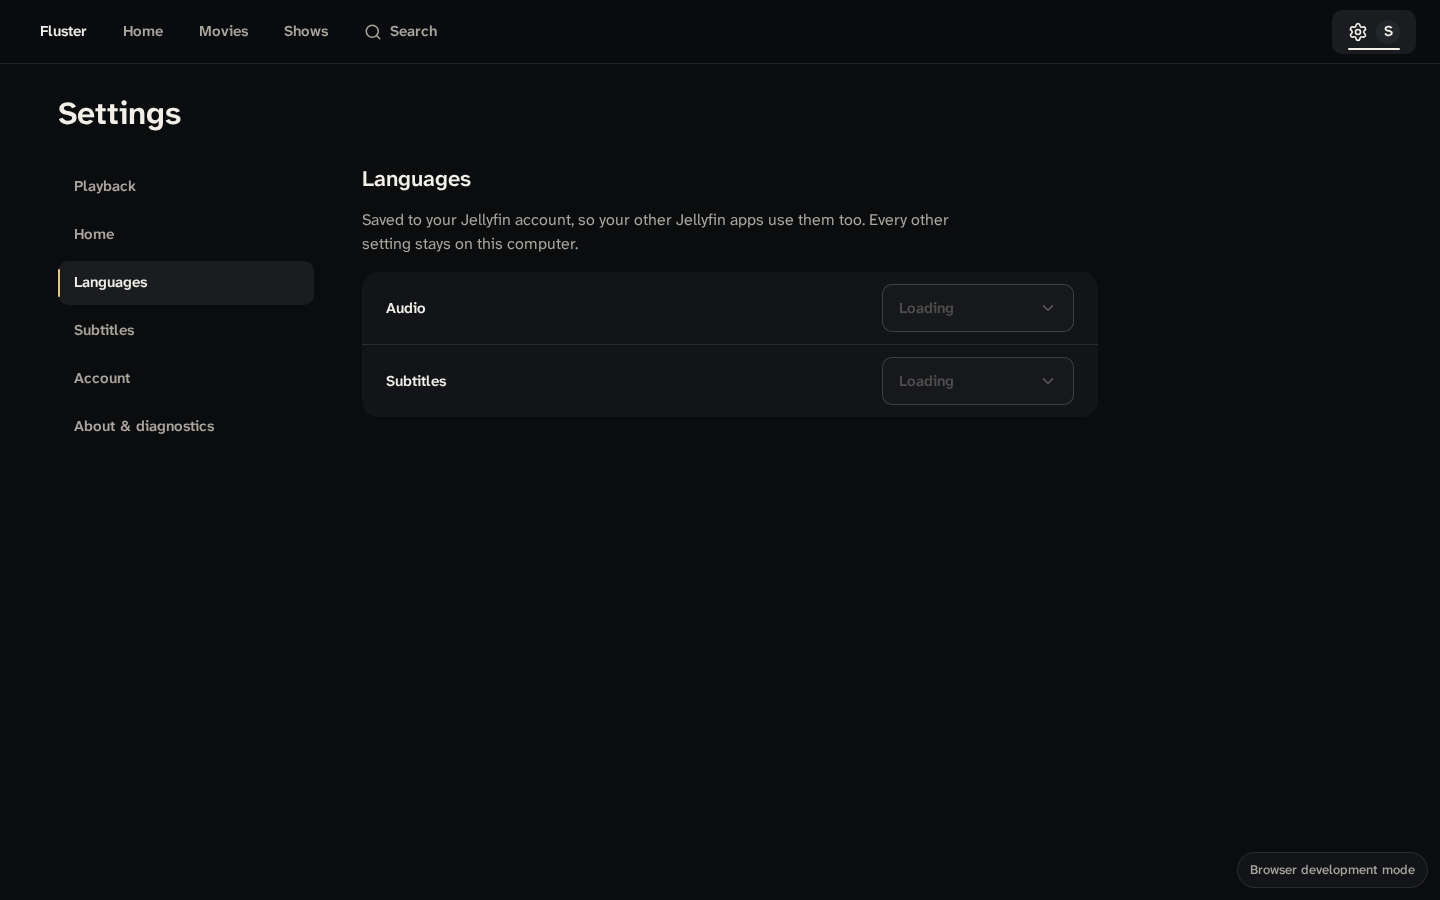 Fluster
Home
Movies
Shows
Search
S
Settings
Playback
Home
Languages
Subtitles
Account
About & diagnostics
Languages
Saved to your Jellyfin account, so your other Jellyfin apps use them too. Every other
setting stays on this computer.
Audio
Loading
Subtitles
Loading
Browser development mode